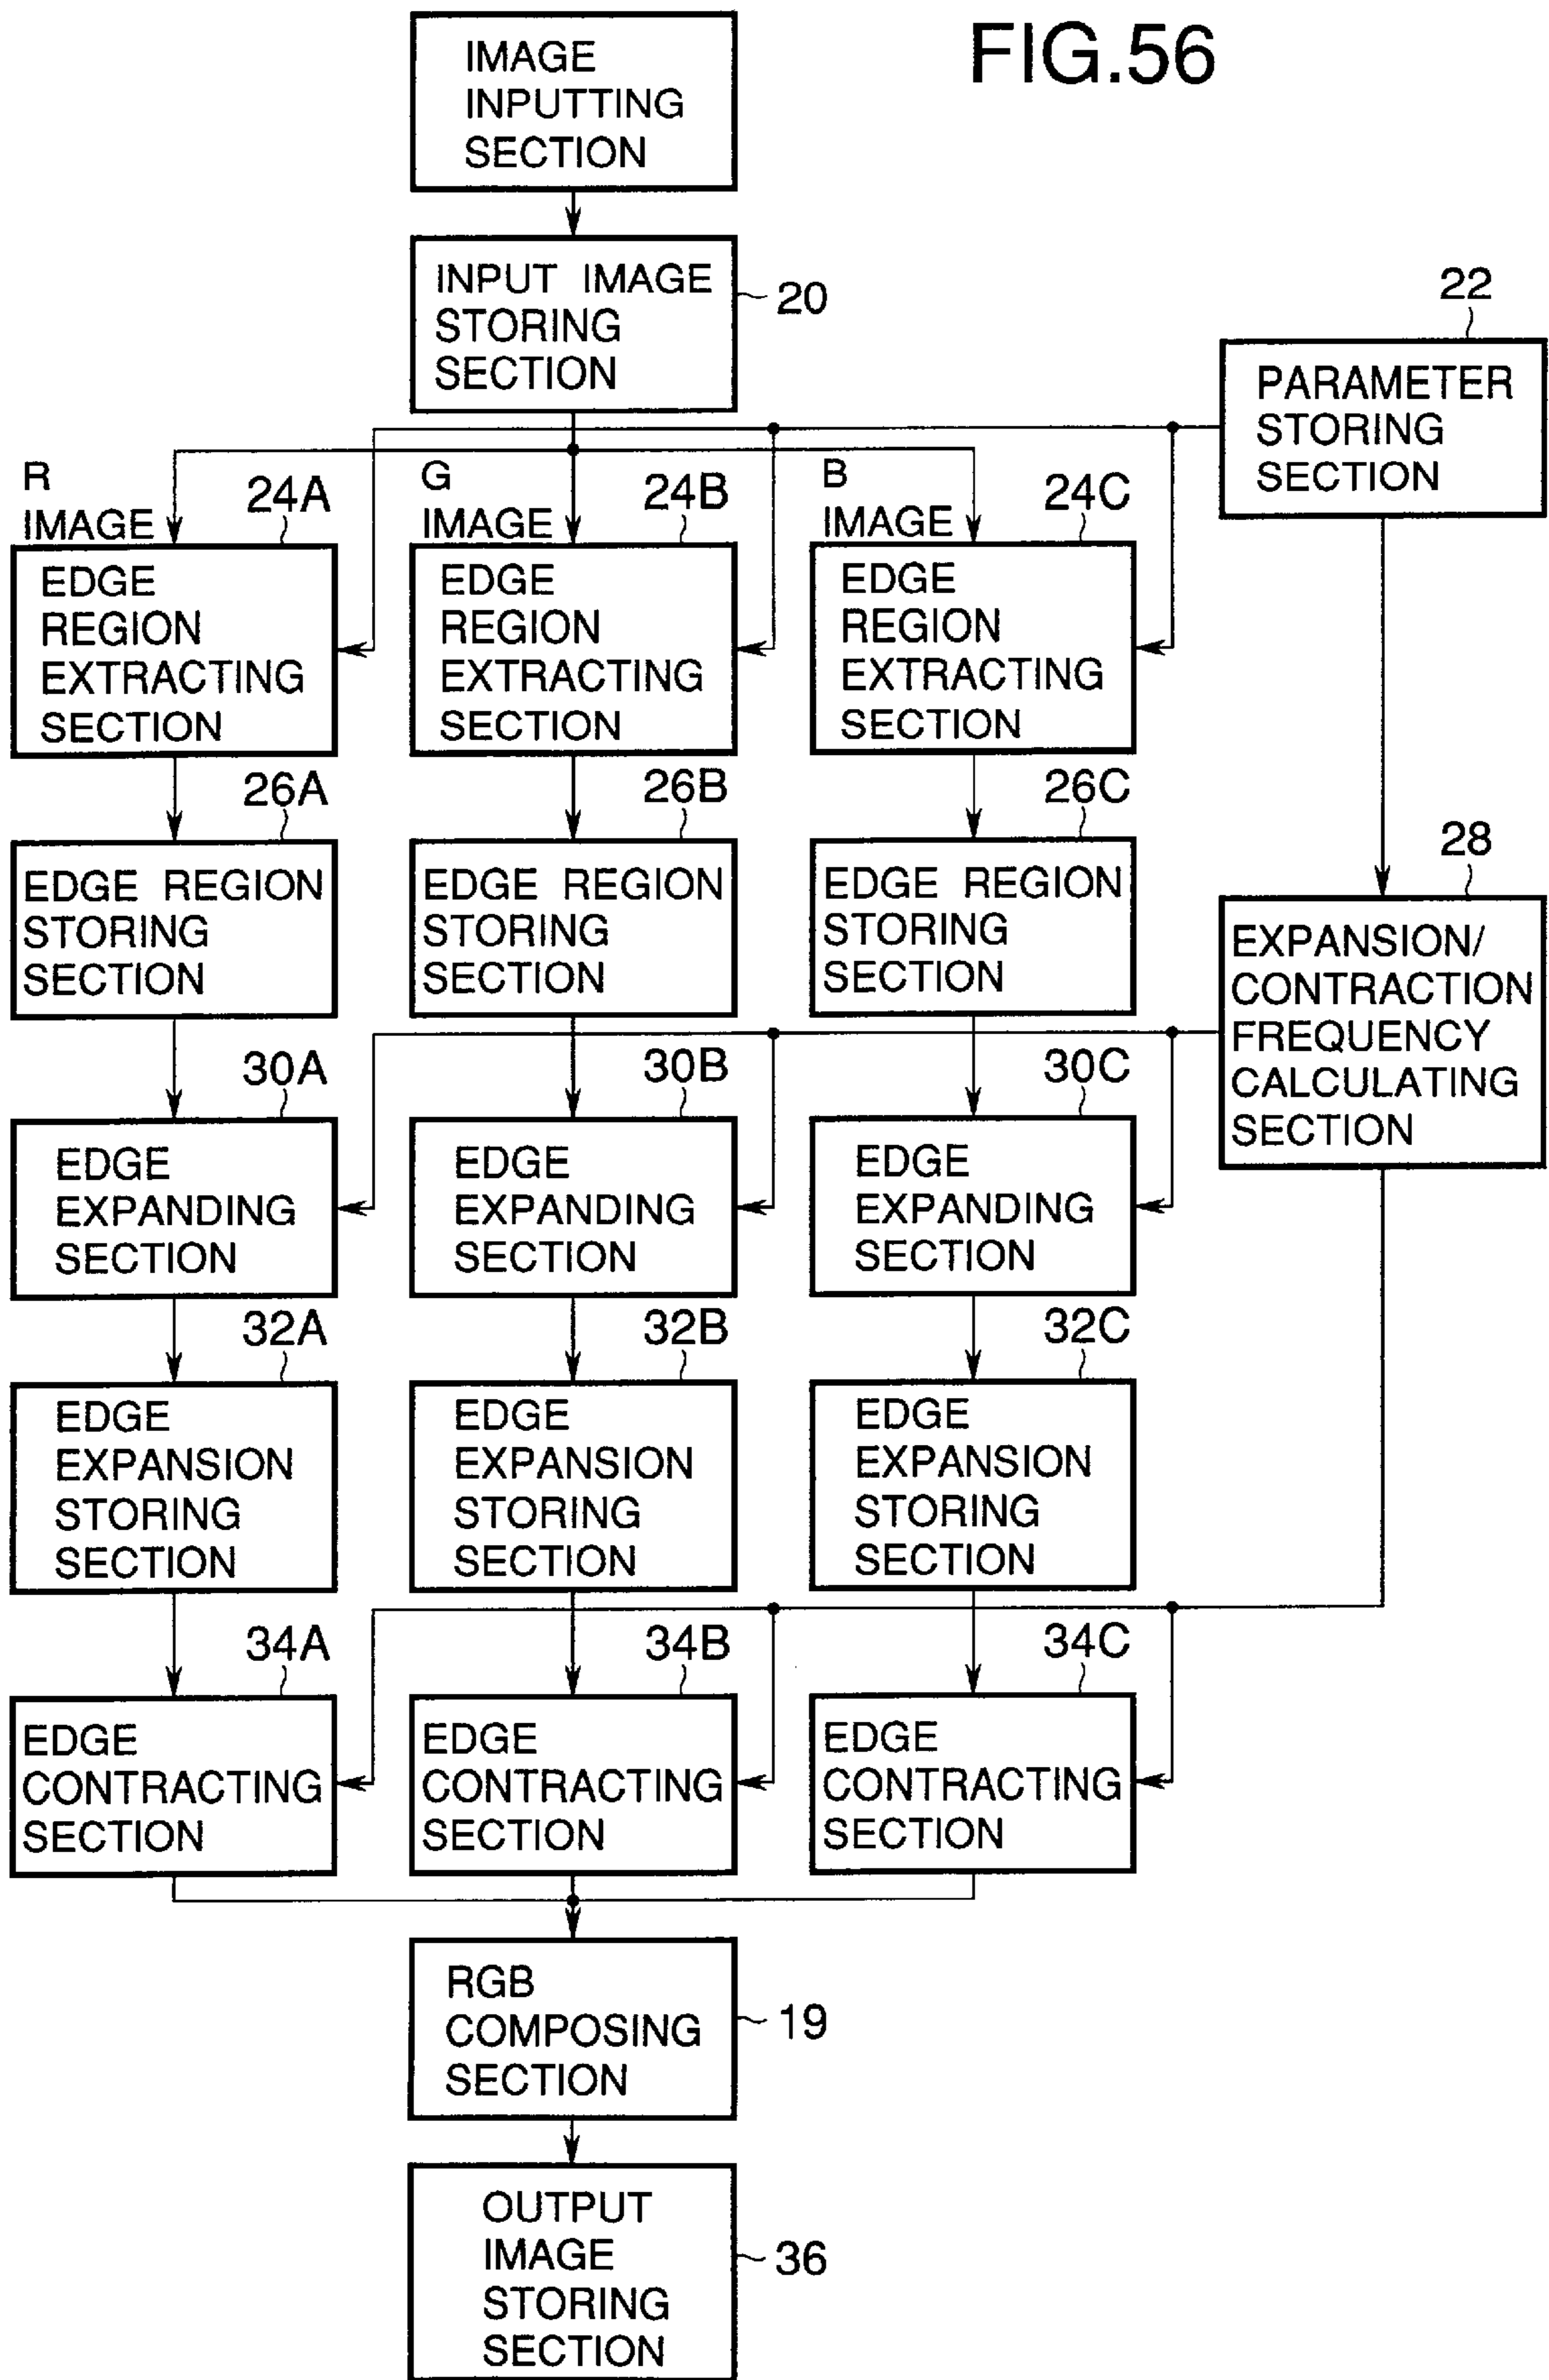 FIG.56
IMAGE
INPUTTING
SECTION
INPUT IMAGE
STORING
SECTION
20
22
PARAMETER
STORING
SECTION
R
IMAGE
24A
G
IMAGE
24B
B
IMAGE
24C
EDGE
REGION
EXTRACTING
SECTION
EDGE
REGION
EXTRACTING
SECTION
EDGE
REGION
EXTRACTING
SECTION
26A
26B
26C
28
EDGE REGION
STORING
SECTION
EDGE REGION
STORING
SECTION
EDGE REGION
STORING
SECTION
EXPANSION/
CONTRACTION
FREQUENCY
CALCULATING
SECTION
30A
30B
30C
EDGE
EXPANDING
SECTION
EDGE
EXPANDING
SECTION
EDGE
EXPANDING
SECTION
32A
32B
32C
EDGE
EXPANSION
STORING
SECTION
EDGE
EXPANSION
STORING
SECTION
EDGE
EXPANSION
STORING
SECTION
34A
34B
34C
EDGE
CONTRACTING
SECTION
EDGE
CONTRACTING
SECTION
EDGE
CONTRACTING
SECTION
RGB
COMPOSING
SECTION
19
OUTPUT
IMAGE
STORING
SECTION
36